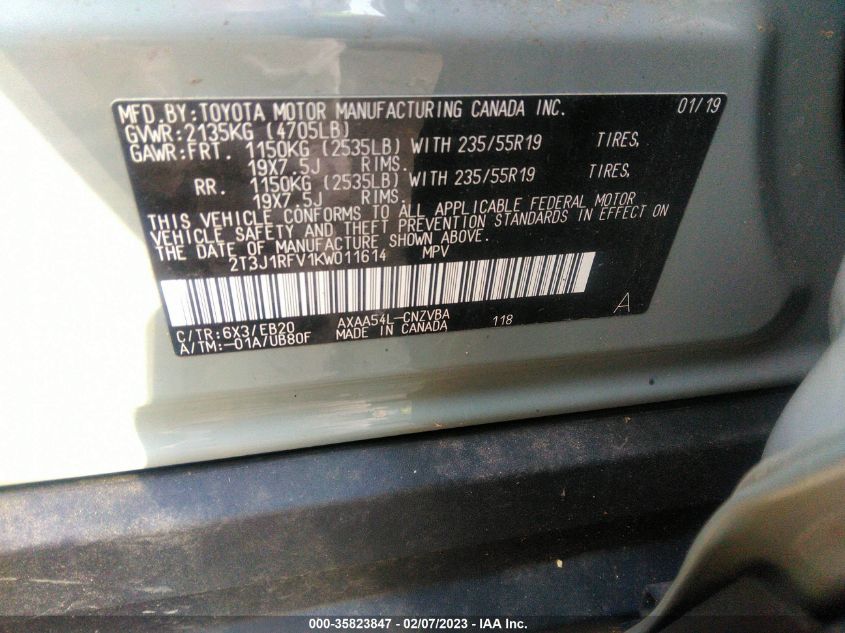 MFD.BY:TOYOTA MOTOR MANUFACTURING CANADA INC. 01/19
GVWR:2135KG (4705LB)
GAWR:FRT. 1150KG (2535LB) WITH 235/55R19 TIRES,
19X7.5J RIMS.
RR. 1150KG (2535LB) WITH 235/55R19 TIRES,
19X7.5J RIMS.
THIS VEHICLE CONFORMS TO ALL APPLICABLE FEDERAL MOTOR
VEHICLE SAFETY AND THEFT PREVENTION STANDARDS IN EFFECT ON
THE DATE OF MANUFACTURE SHOWN ABOVE.
2T3J1RFV1KW011614 MPV
C/TR:6X3/EB20 AXAA54L-CNZVBA 118 A
A/TM:-01A/UB80F MADE IN CANADA
000-35823847 - 02/07/2023 - IAA Inc.